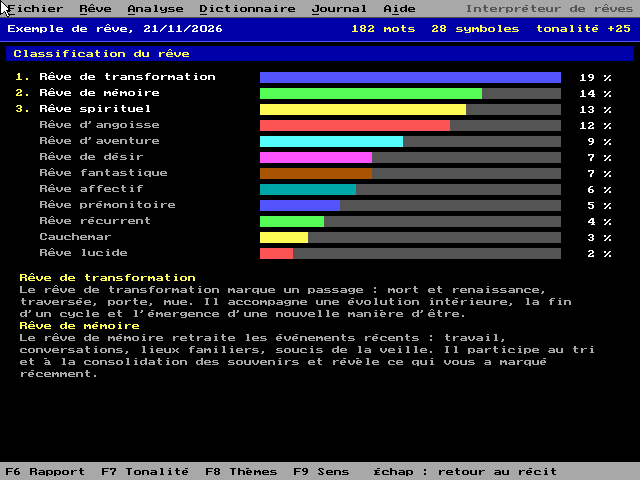 Fichier Rêve Analyse Dictionnaire Journal Aide Interpréteur de rêves
Exemple de rêve, 21/11/2026 182 mots 28 symboles tonalité +25
Classification du rêve
1. Rêve de transformation 19 %
2. Rêve de mémoire 14 %
3. Rêve spirituel 13 %
Rêve d'angoisse 12 %
Rêve d'aventure 9 %
Rêve de désir 7 %
Rêve fantastique 7 %
Rêve affectif 6 %
Rêve prémonitoire 5 %
Rêve récurrent 4 %
Cauchemar 3 %
Rêve lucide 2 %
Rêve de transformation
Le rêve de transformation marque un passage : mort et renaissance,
traversée, porte, mue. Il accompagne une évolution intérieure, la fin
d'un cycle et l'émergence d'une nouvelle manière d'être.
Rêve de mémoire
Le rêve de mémoire retraite les événements récents : travail,
conversations, lieux familiers, soucis de la veille. Il participe au tri
et à la consolidation des souvenirs et révèle ce qui vous a marqué
récemment.
F6 Rapport F7 Tonalité F8 Thèmes F9 Sens Échap : retour au récit